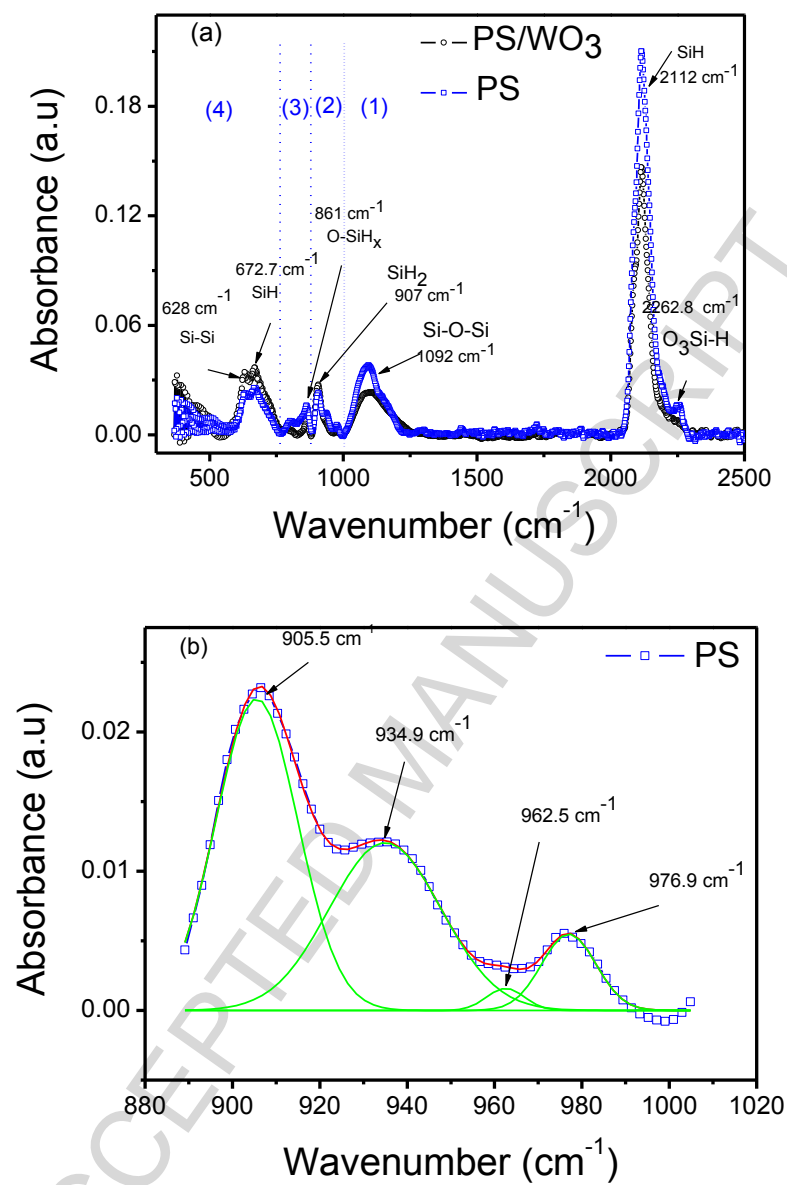 (a)
PS/WO3
PS
SiH
2112 cm-1
(4)
(3)
(2)
(1)
861 cm-1
O-SiHx
672.7 cm-1
SiH
628 cm-1
Si-Si
SiH2
907 cm-1
Si-O-Si
1092 cm-1
2262.8 cm-1
O3Si-H
0.18
0.12
0.06
0.00
Absorbance (a.u)
500 1000 1500 2000 2500
Wavenumber (cm-1)
(b)
905.5 cm-1
PS
934.9 cm-1
962.5 cm-1
976.9 cm-1
0.02
0.01
0.00
Absorbance (a.u)
880 900 920 940 960 980 1000 1020
Wavenumber (cm-1)
SCEPTED MANUSCRIPT